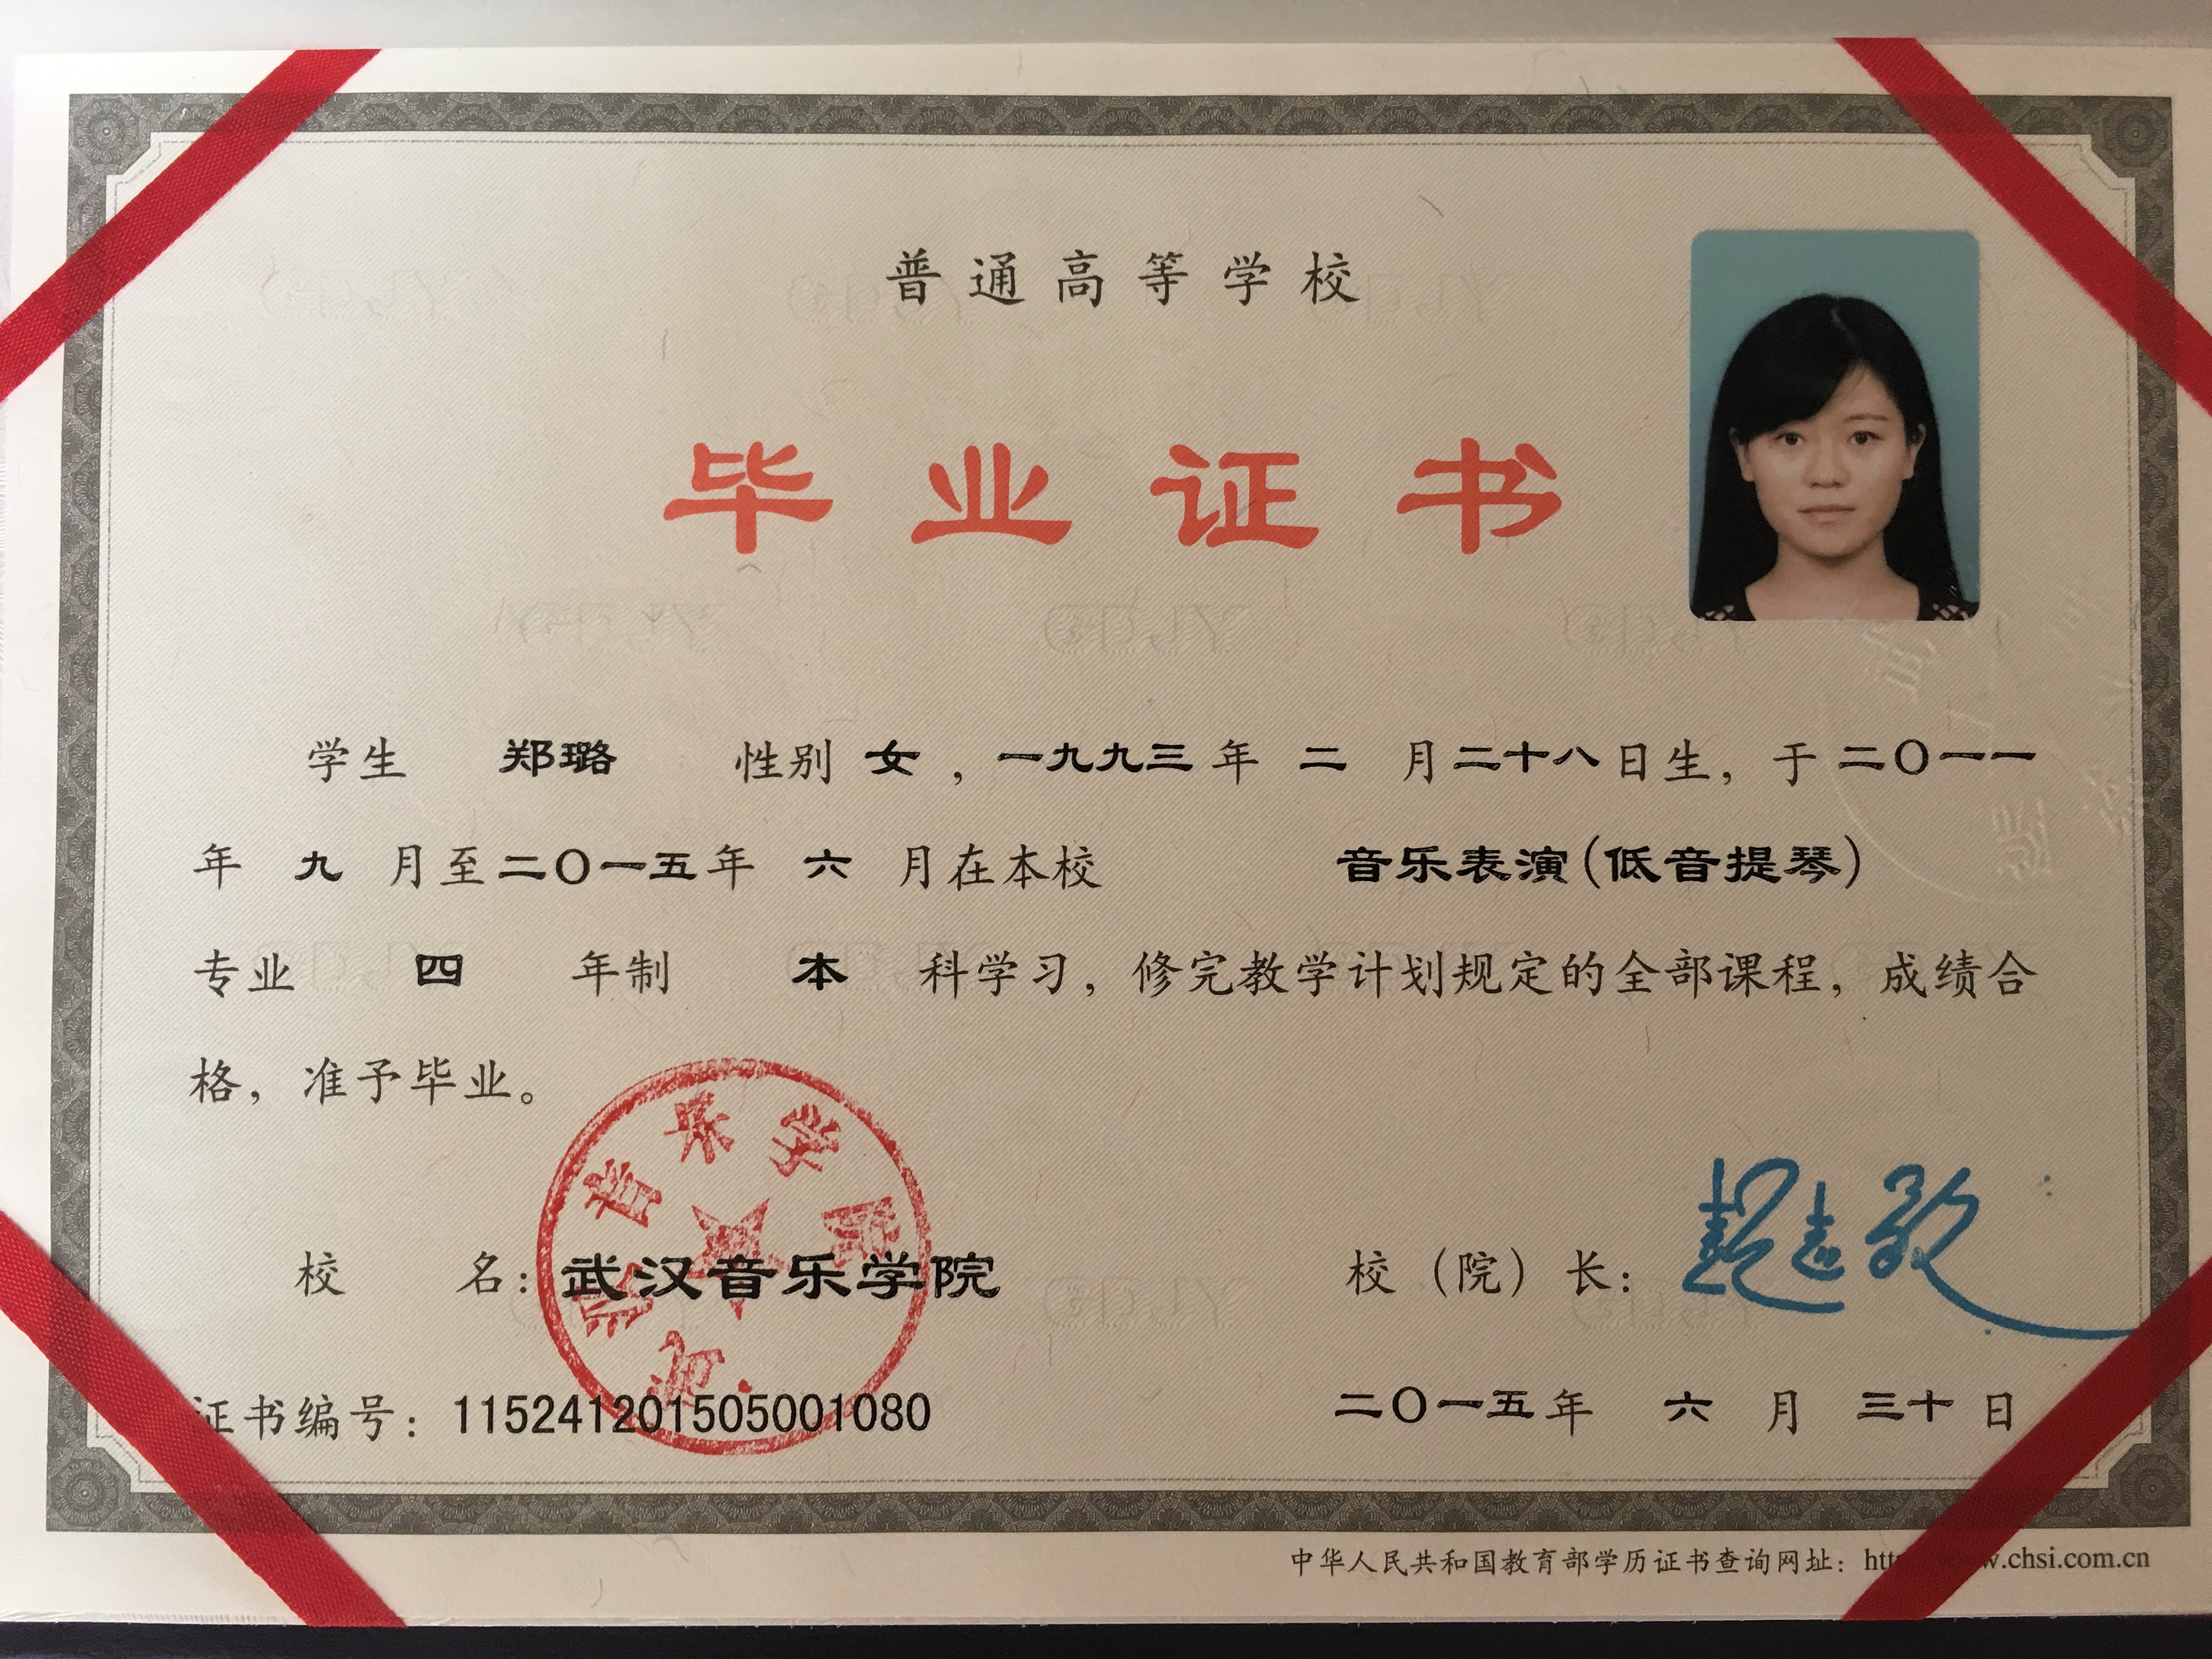 普通高等学校
毕业证书
学生 郑璐 性别 女，一九九三年 二 月二十八日生，于二〇一一
年 九 月至二〇一五年 六 月在本校 音乐表演(低音提琴)
专业 四 年制 本 科学习，修完教学计划规定的全部课程，成绩合
格，准予毕业。
校 名：武汉音乐学院 校（院）长：
证书编号：115241201505001080 二〇一五年 六 月 三十 日
中华人民共和国教育部学历证书查询网址：htt w.chsi.com.cn